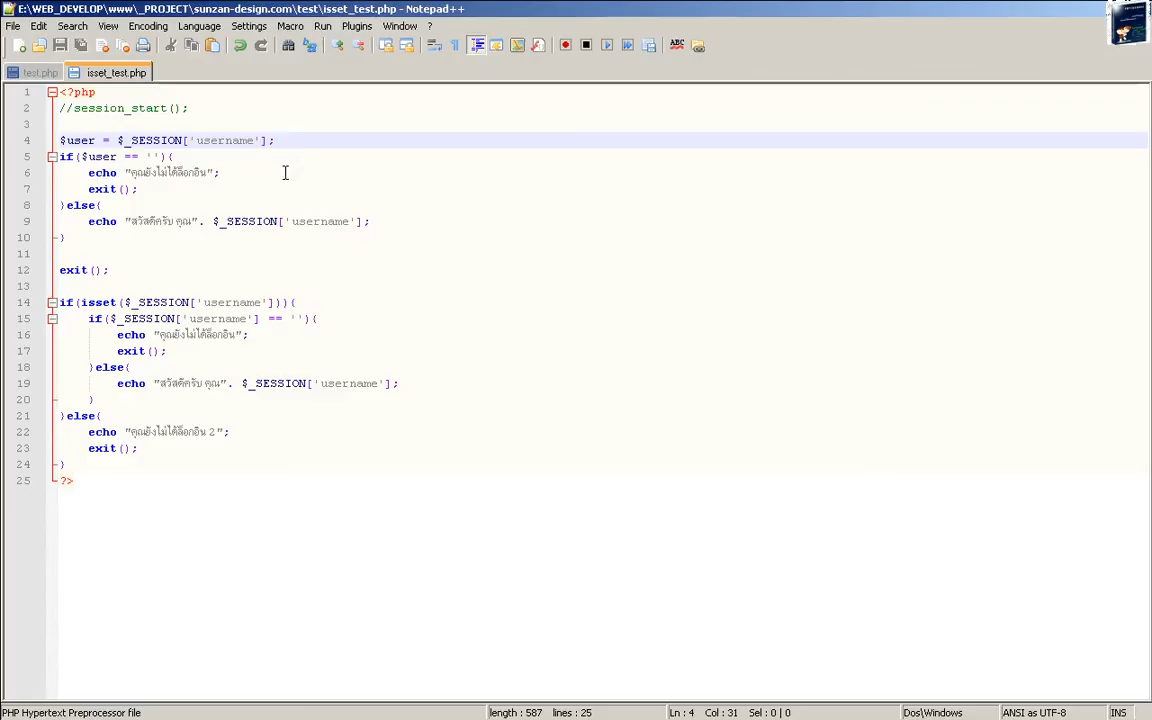 E:\WEB_DEVELOP\www\_PROJECT\sunzan-design.com\test\isset_test.php - Notepad++
File Edit Search View Encoding Language Settings Macro Run Plugins Window ?
test.php isset_test.php
1 <?php
2 //session_start();
3
4 $user = $_SESSION['username'];
5 if($user == ''){
6 echo "คุณยังไม่ได้ล็อกอิน";
7 exit();
8 }else{
9 echo "สวัสดีครับ คุณ". $_SESSION['username'];
10 }
11
12 exit();
13
14 if(isset($_SESSION['username'])){
15 if($_SESSION['username'] == ''){
16 echo "คุณยังไม่ได้ล็อกอิน";
17 exit();
18 }else{
19 echo "สวัสดีครับ คุณ". $_SESSION['username'];
20 }
21 }else{
22 echo "คุณยังไม่ได้ล็อกอิน 2";
23 exit();
24 }
25 ?>
PHP Hypertext Preprocessor file length : 587 lines : 25 Ln : 4 Col : 31 Sel : 0 | 0 Dos\Windows ANSI as UTF-8 INS